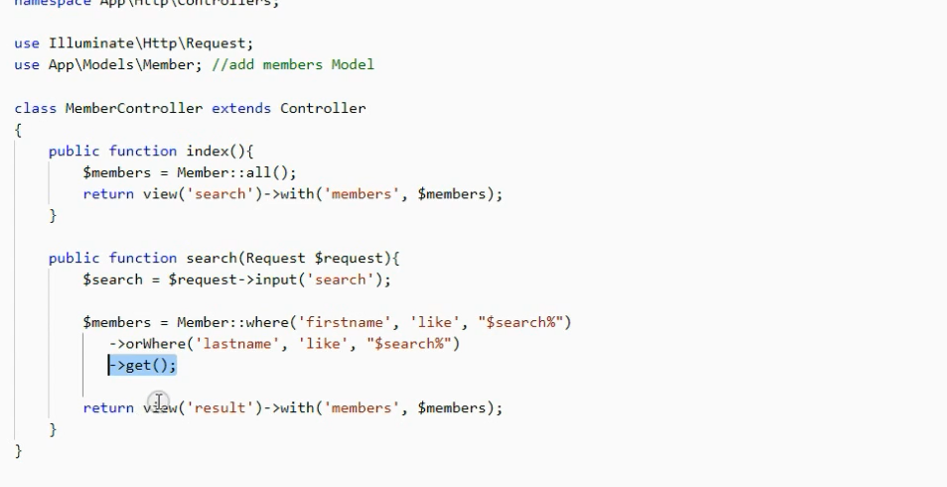 namespace App\Http\Controllers;
use Illuminate\Http\Request;
use App\Models\Member; //add members Model
class MemberController extends Controller
{
public function index(){
$members = Member::all();
return view('search')->with('members', $members);
}
public function search(Request $request){
$search = $request->input('search');
$members = Member::where('firstname', 'like', "$search%")
->orWhere('lastname', 'like', "$search%")
->get();
return view('result')->with('members', $members);
}
}